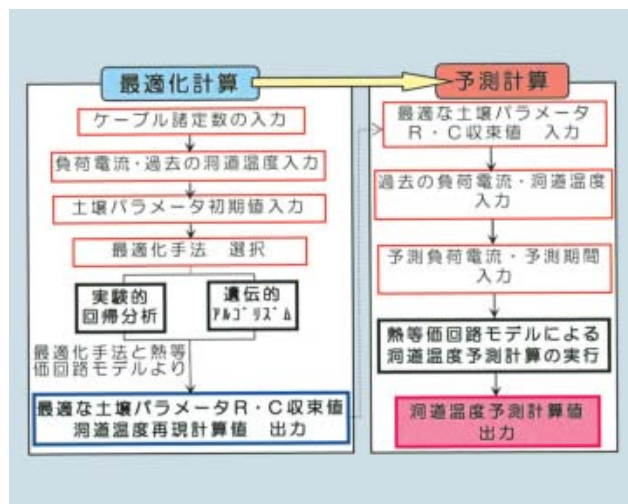 最適化計算
ケーブル諸定数の入力
負荷電流・過去の洞道温度入力
土壌パラメータ初期値入力
最適化手法 選択
実験的
回帰分析
遺伝的
ｱﾙｺﾞﾘｽﾞﾑ
最適化手法と熱等
価回路モデルより
最適な土壌パラメータR・C収束値
洞道温度再現計算値 出力
予測計算
最適な土壌パラメータ
R・C収束値 入力
過去の負荷電流・洞道温度
入力
予測負荷電流・予測期間
入力
熱等価回路モデルによる
洞道温度予測計算の実行
洞道温度予測計算値
出力